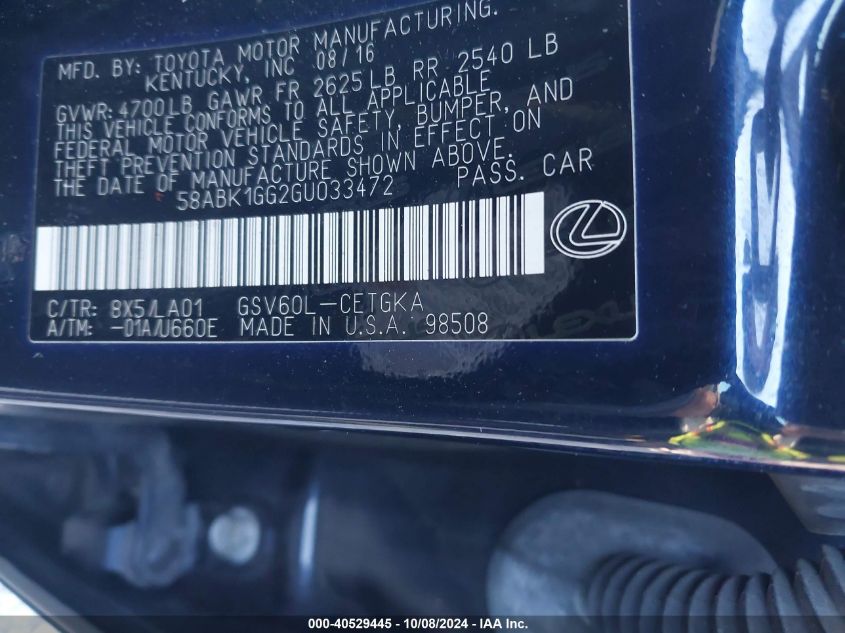 MFD. BY: TOYOTA MOTOR MANUFACTURING.
KENTUCKY, INC 08/16
GVWR: 4700LB GAWR FR 2625LB RR 2540 LB
THIS VEHICLE CONFORMS TO ALL APPLICABLE
FEDERAL MOTOR VEHICLE SAFETY, BUMPER, AND
THEFT PREVENTION STANDARDS IN EFFECT ON
THE DATE OF MANUFACTURE SHOWN ABOVE.
58ABK1GG2GU033472 PASS. CAR
C/TR: 8X5/LA01 GSV60L-CETGKA
A/TM: -01A/U660E MADE IN U.S.A. 98508
000-40529445 - 10/08/2024 - IAA Inc.